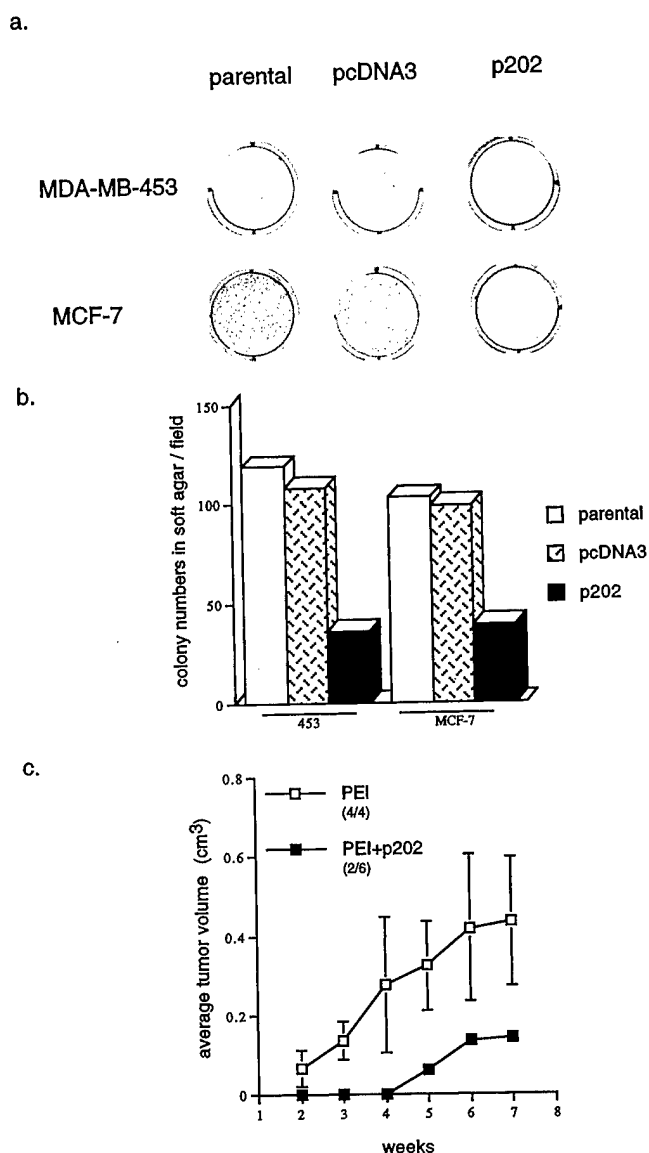 a.
parental pcDNA3 p202
MDA-MB-453
MCF-7
b.
colony numbers in soft agar / field
150
100
50
0
453 MCF-7
parental
pcDNA3
p202
c.
average tumor volume (cm³)
0.8
0.6
0.4
0.2
0
PEI
(4/4)
PEI+p202
(2/6)
1 2 3 4 5 6 7 8
weeks